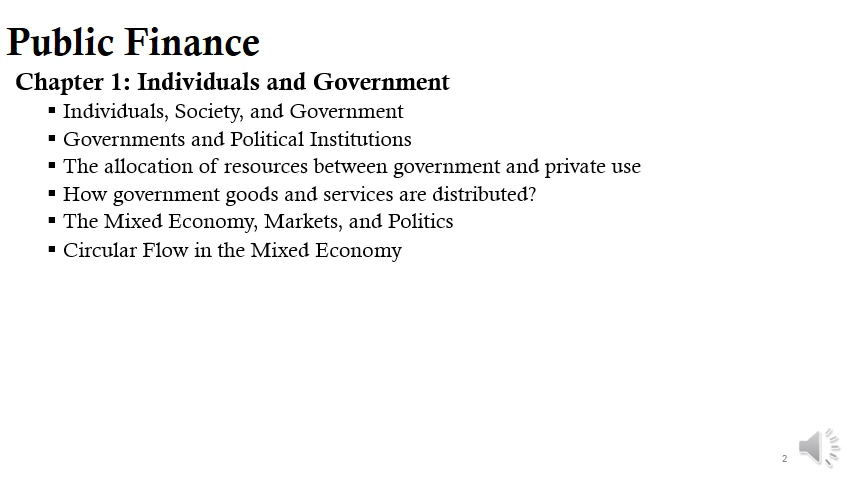 Public Finance
Chapter 1: Individuals and Government
▪ Individuals, Society, and Government
▪ Governments and Political Institutions
▪ The allocation of resources between government and private use
▪ How government goods and services are distributed?
▪ The Mixed Economy, Markets, and Politics
▪ Circular Flow in the Mixed Economy
2